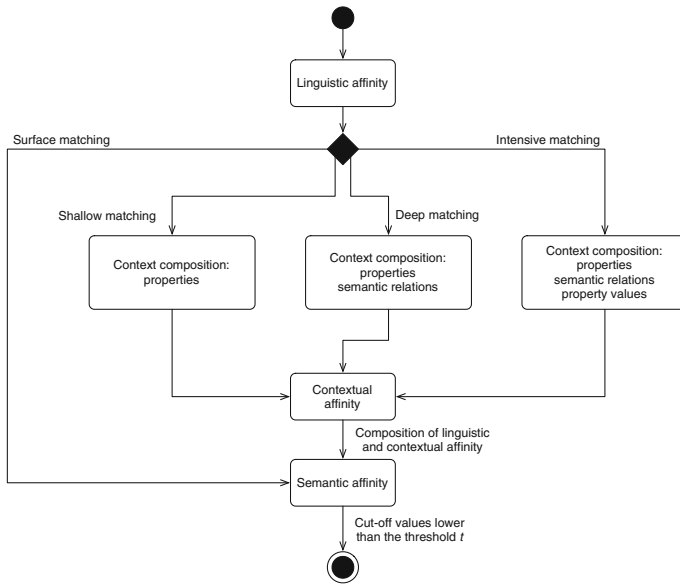 Linguistic affinity
Surface matching
Intensive matching
Shallow matching
Deep matching
Context composition:
properties
Context composition:
properties
semantic relations
Context composition:
properties
semantic relations
property values
Contextual
affinity
Composition of linguistic
and contextual affinity
Semantic affinity
Cut-off values lower
than the threshold t